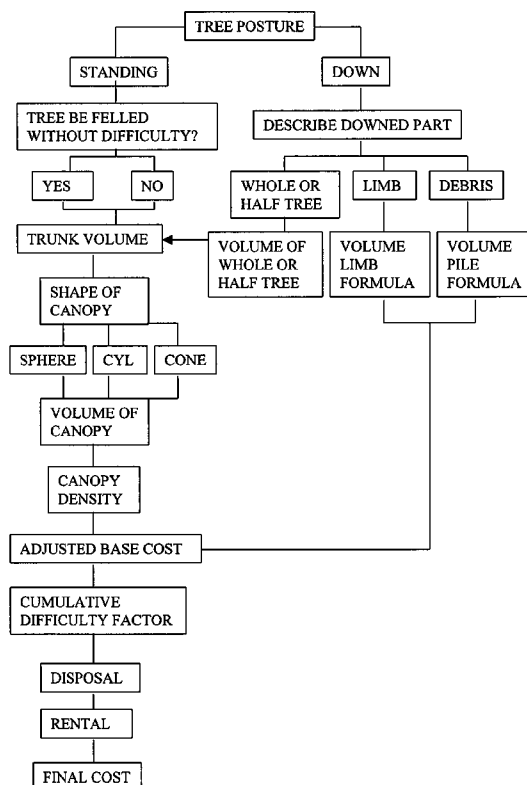 TREE POSTURE
STANDING
DOWN
TREE BE FELLED
WITHOUT DIFFICULTY?
DESCRIBE DOWNED PART
YES
NO
WHOLE OR
HALF TREE
LIMB
DEBRIS
TRUNK VOLUME
VOLUME OF
WHOLE OR
HALF TREE
VOLUME
LIMB
FORMULA
VOLUME
PILE
FORMULA
SHAPE OF
CANOPY
SPHERE
CYL
CONE
VOLUME OF
CANOPY
CANOPY
DENSITY
ADJUSTED BASE COST
CUMULATIVE
DIFFICULTY FACTOR
DISPOSAL
RENTAL
FINAL COST